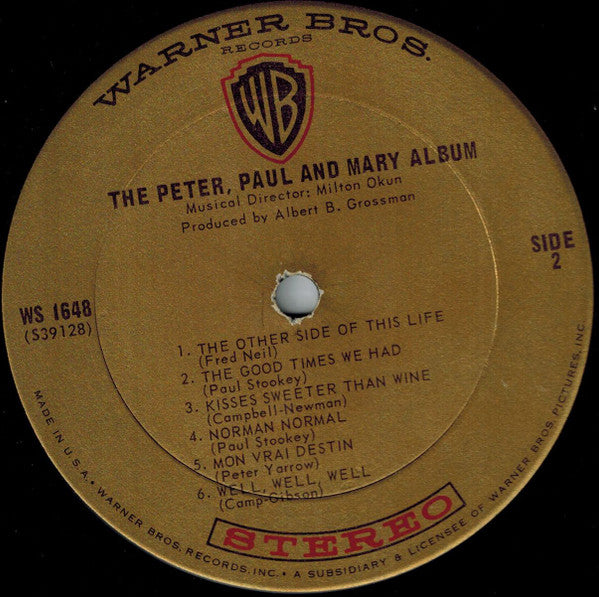 WARNER BROS.
RECORDS
WB
THE PETER, PAUL AND MARY ALBUM
Musical Director: Milton Okun
Produced by Albert B. Grossman
SIDE
2
WS 1648
(S39128)
1. THE OTHER SIDE OF THIS LIFE
(Fred Neil)
2. THE GOOD TIMES WE HAD
(Paul Stookey)
3. KISSES SWEETER THAN WINE
(Campbell-Newman)
4. NORMAN NORMAL
(Paul Stookey)
5. MON VRAI DESTIN
(Peter Yarrow)
6. WELL, WELL, WELL
(Camp-Gibson)
STEREO
MADE IN U.S.A. • WARNER BROS. RECORDS, INC. • A SUBSIDIARY & LICENSEE OF WARNER BROS. PICTURES, INC.